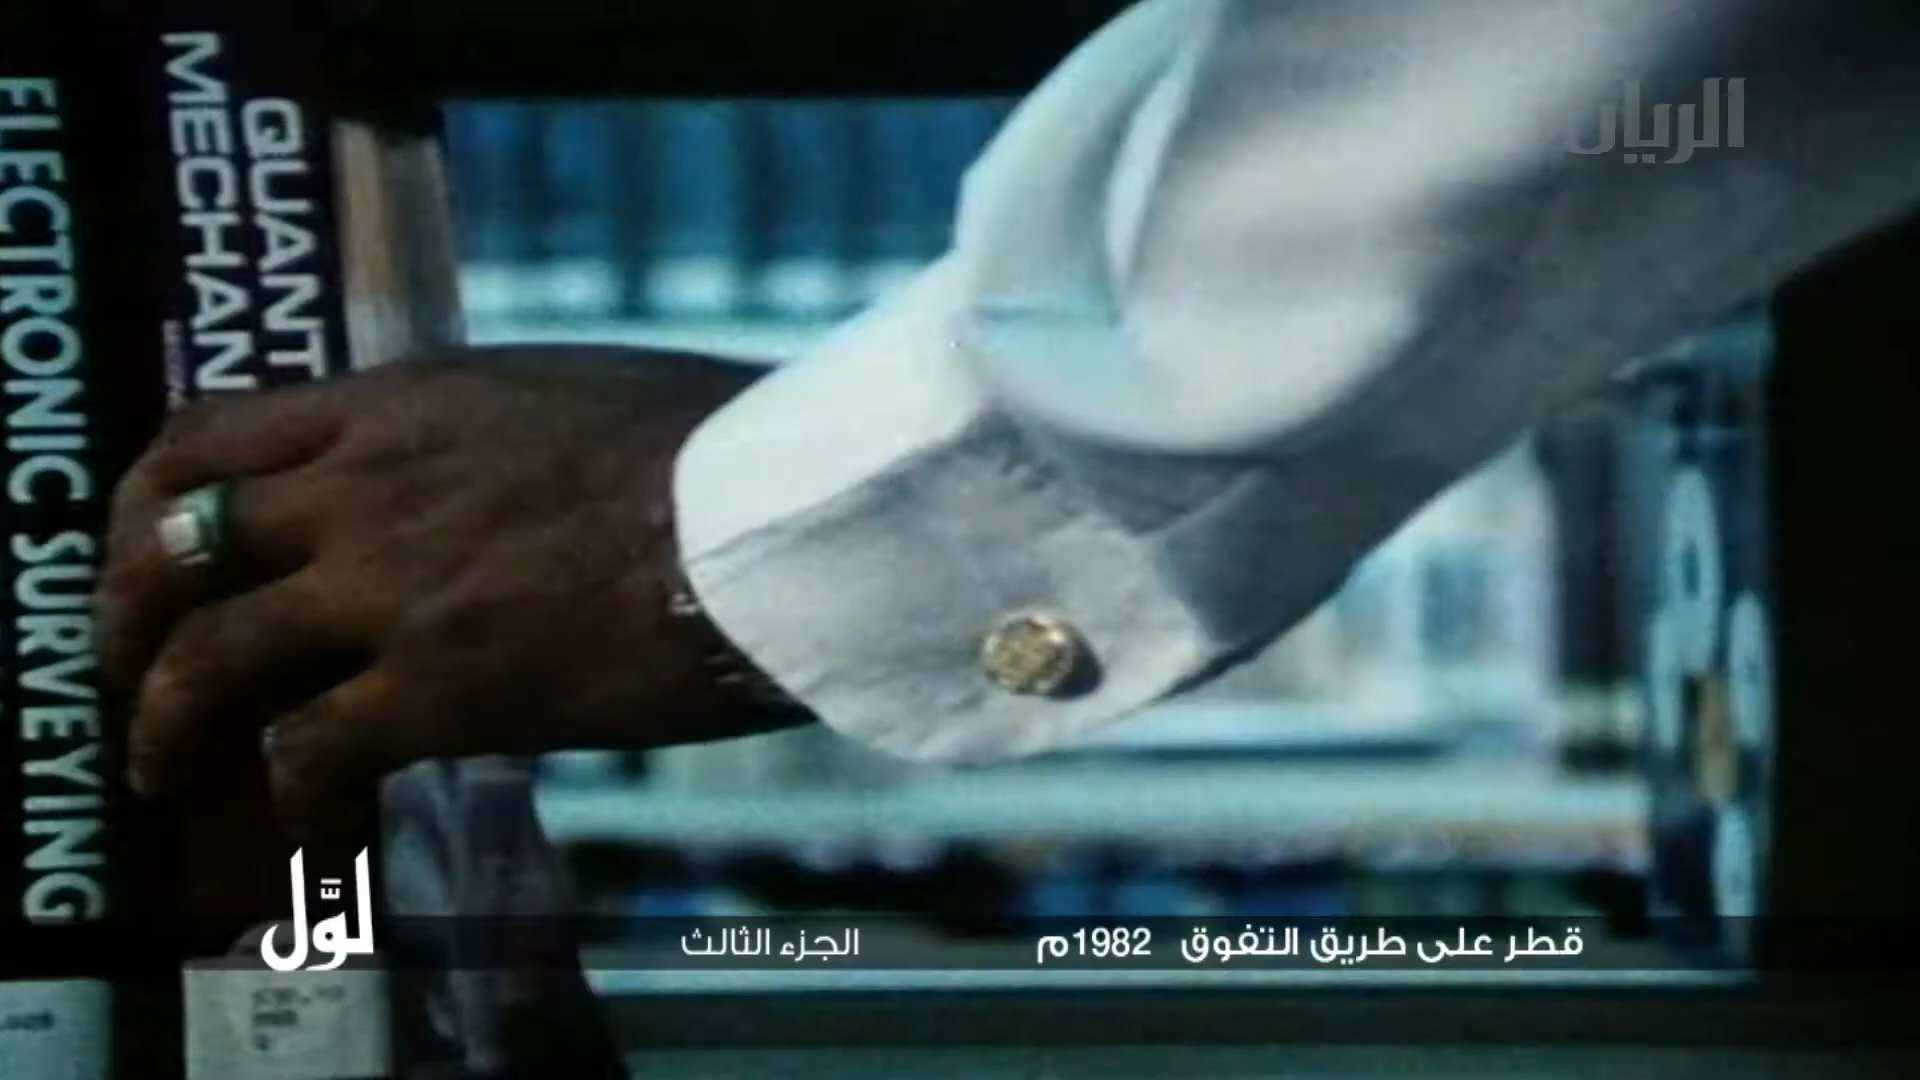 الريان
ELECTRONIC SURVEYING
QUANT
MECHAN
قطر على طريق التفوق 1982م
الجزء الثالث
لوَّل